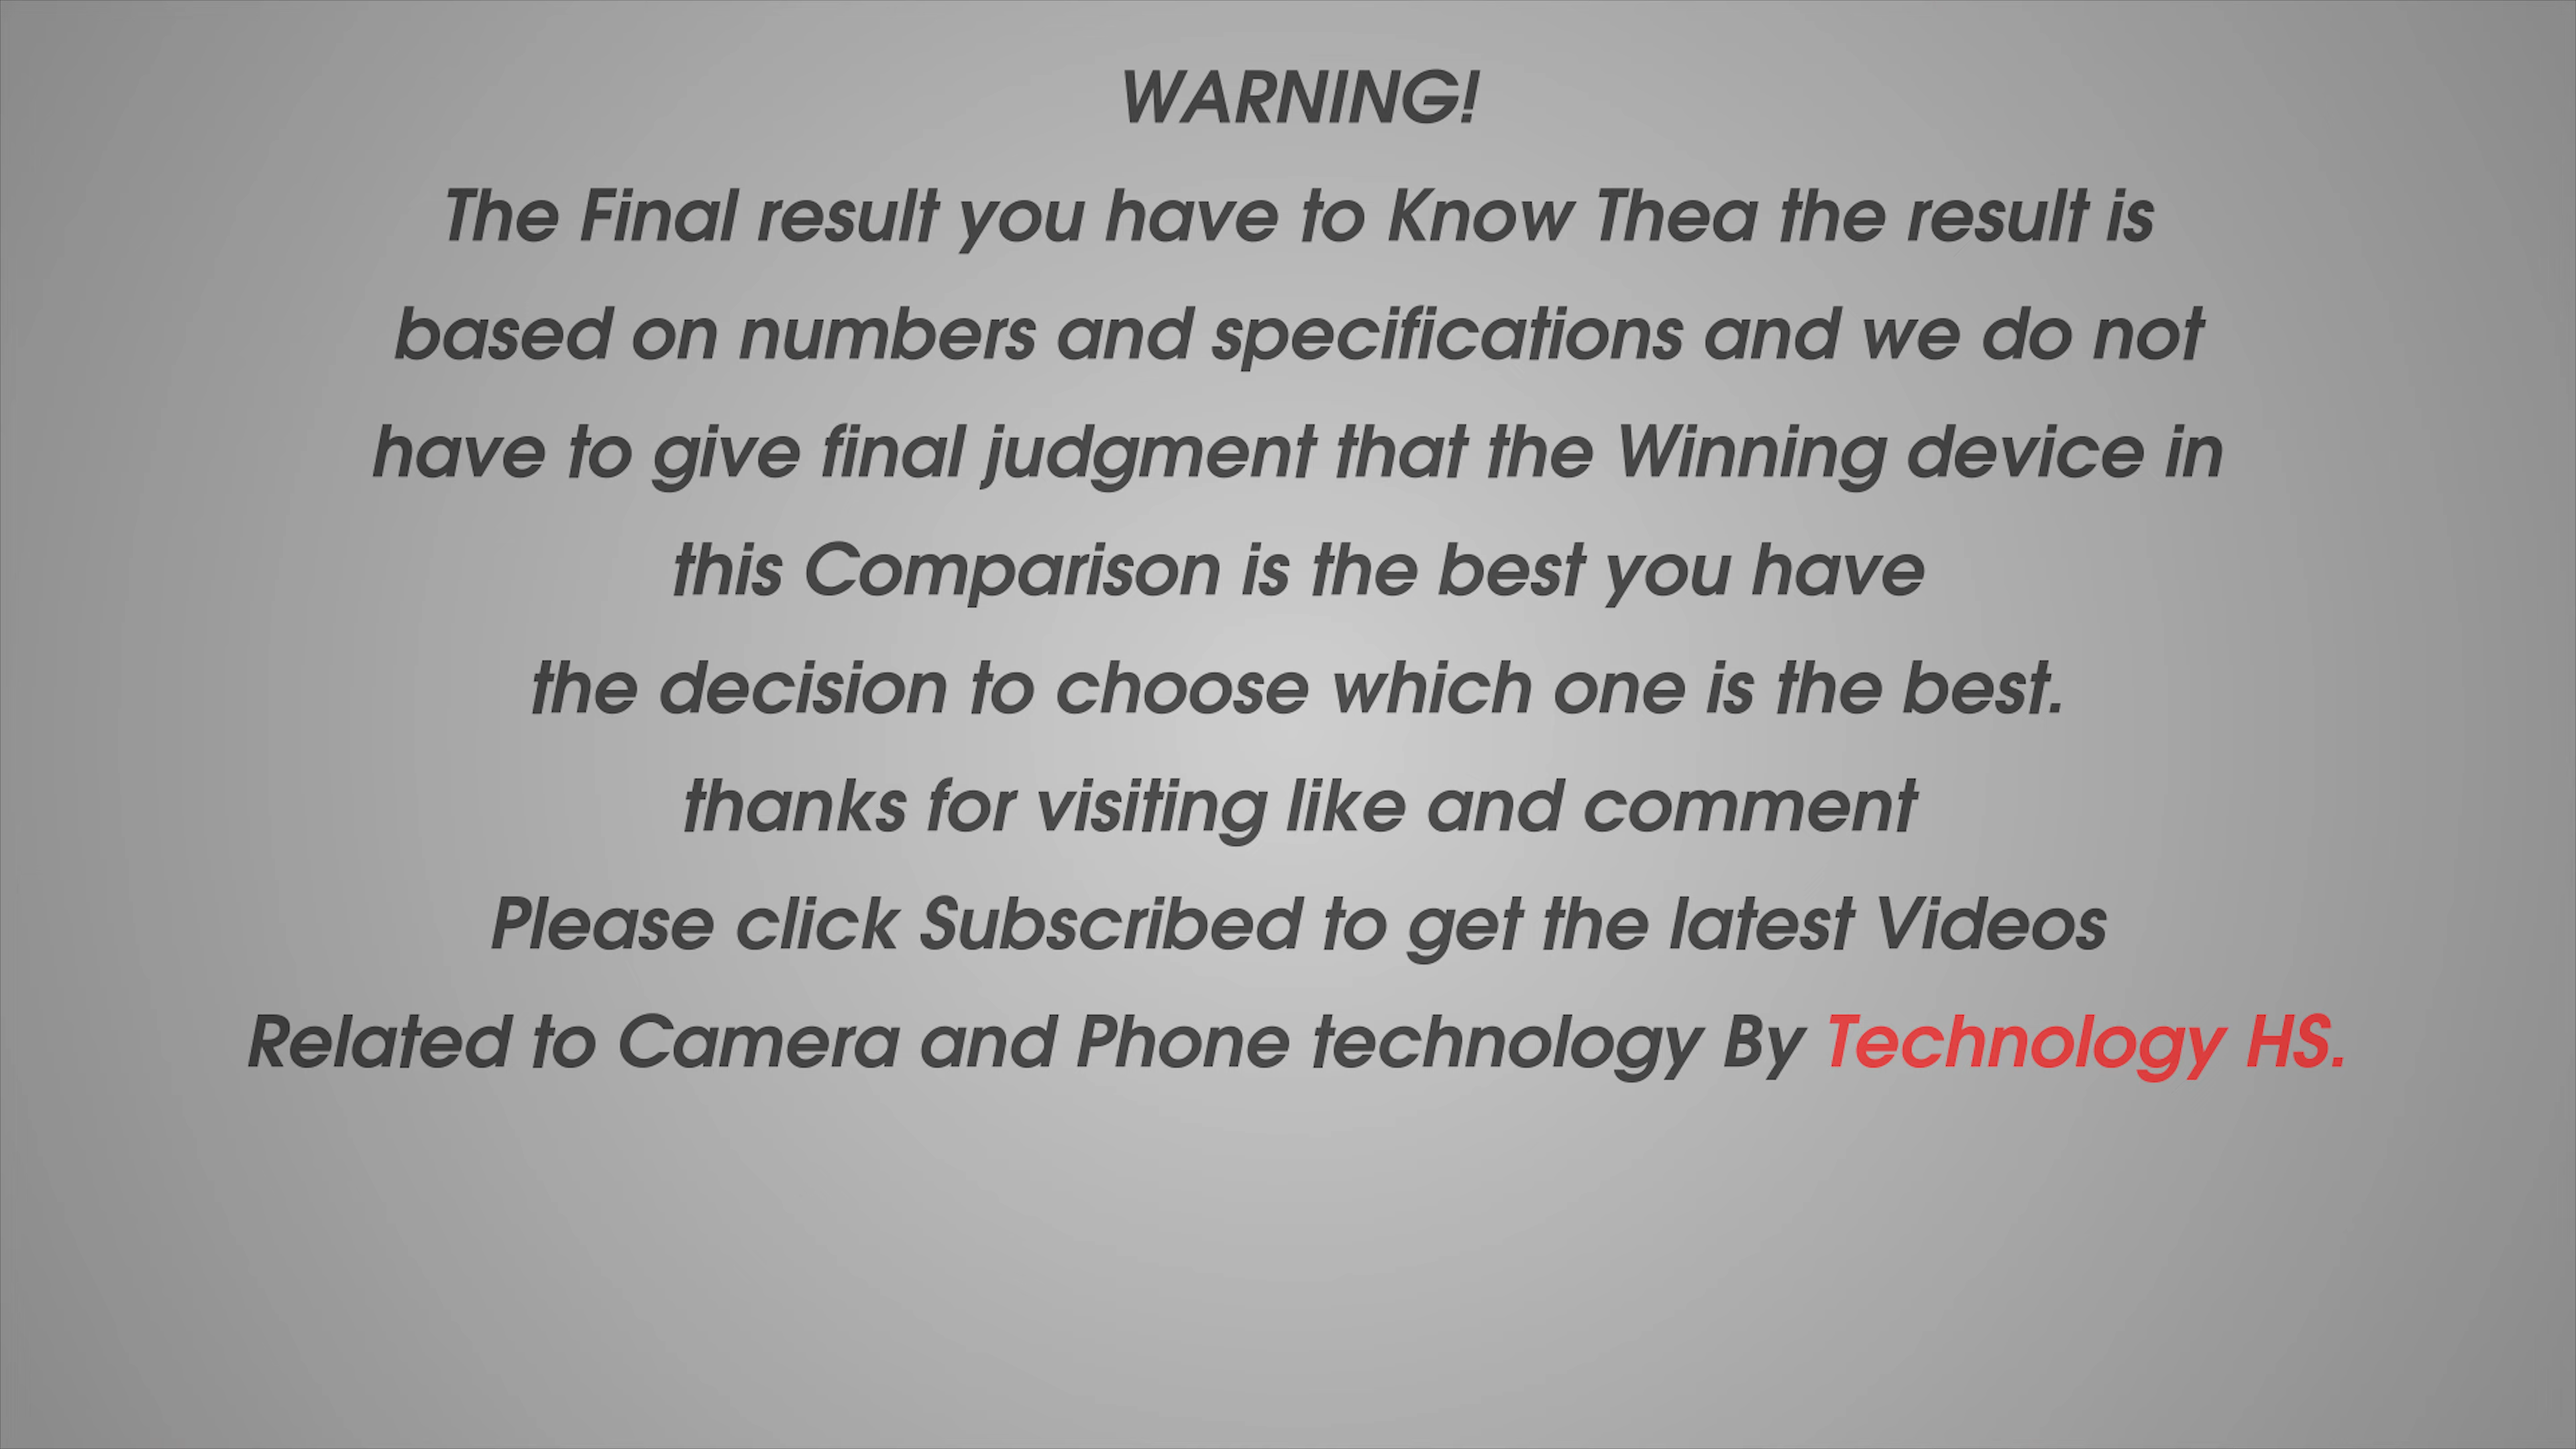 WARNING!
The Final result you have to Know Thea the result is
based on numbers and specifications and we do not
have to give final judgment that the Winning device in
this Comparison is the best you have
the decision to choose which one is the best.
thanks for visiting like and comment
Please click Subscribed to get the latest Videos
Related to Camera and Phone technology By Technology HS.